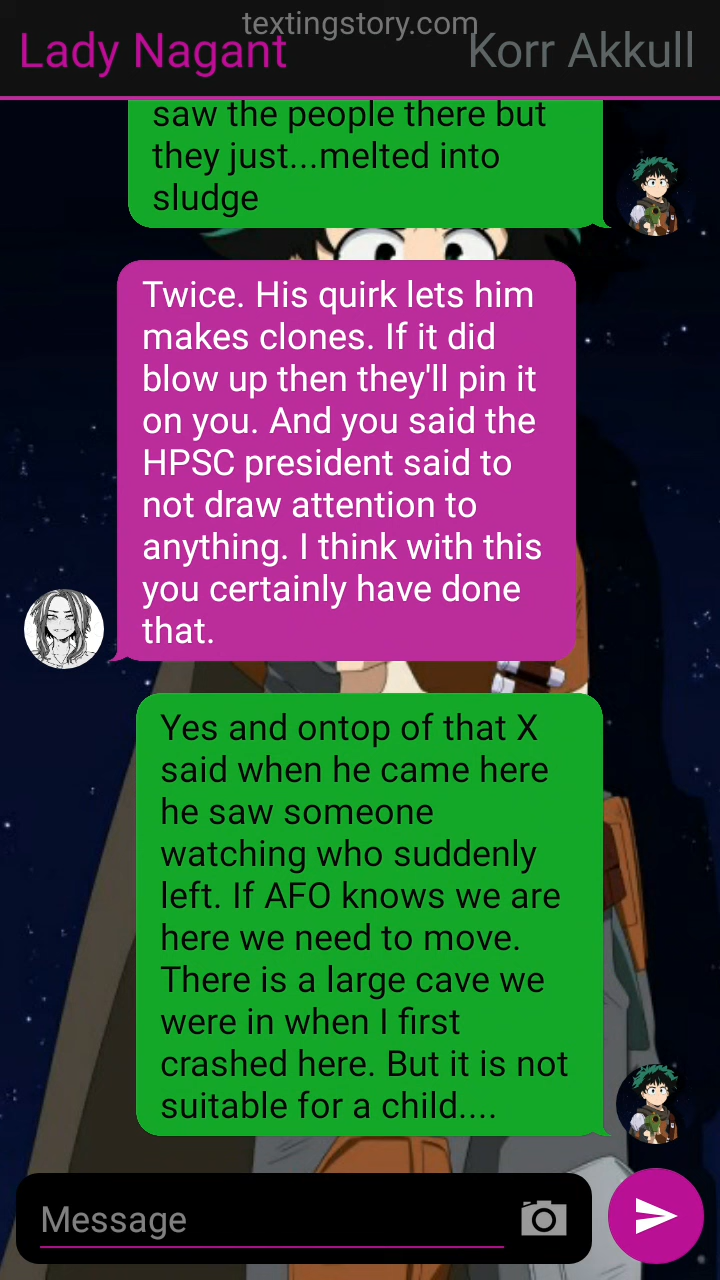 textingstory.com
Lady Nagant
Korr Akkull
saw the people there but
they just...melted into
sludge
Twice. His quirk lets him
makes clones. If it did
blow up then they'll pin it
on you. And you said the
HPSC president said to
not draw attention to
anything. I think with this
you certainly have done
that.
Yes and ontop of that X
said when he came here
he saw someone
watching who suddenly
left. If AFO knows we are
here we need to move.
There is a large cave we
were in when I first
crashed here. But it is not
suitable for a child....
Message